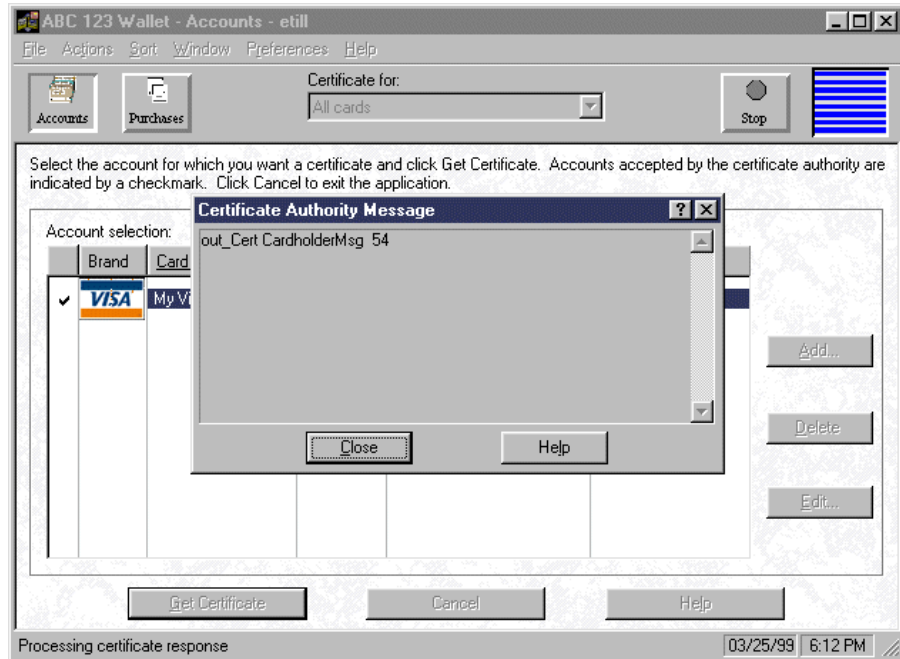 ABC 123 Wallet - Accounts - etill
File Actions Sort Window Preferences Help
Certificate for:
All cards
Accounts
Purchases
Stop
Select the account for which you want a certificate and click Get Certificate. Accounts accepted by the certificate authority are
indicated by a checkmark. Click Cancel to exit the application.
Certificate Authority Message
out_Cert CardholderMsg 54
Account selection:
Brand Card
VISA My Vi
Close Help
Add...
Delete
Edit...
Get Certificate Cancel Help
Processing certificate response 03/25/99 6:12 PM